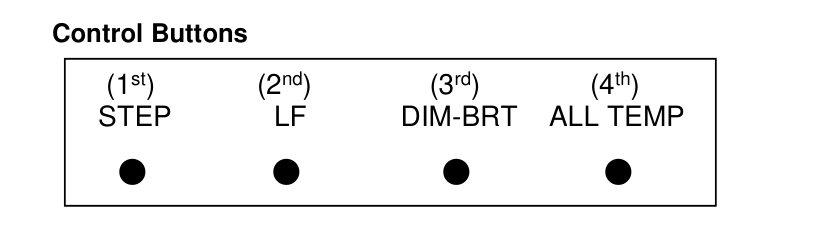 Control Buttons
(1st) (2nd) (3rd) (4th)
STEP LF DIM-BRT ALL TEMP